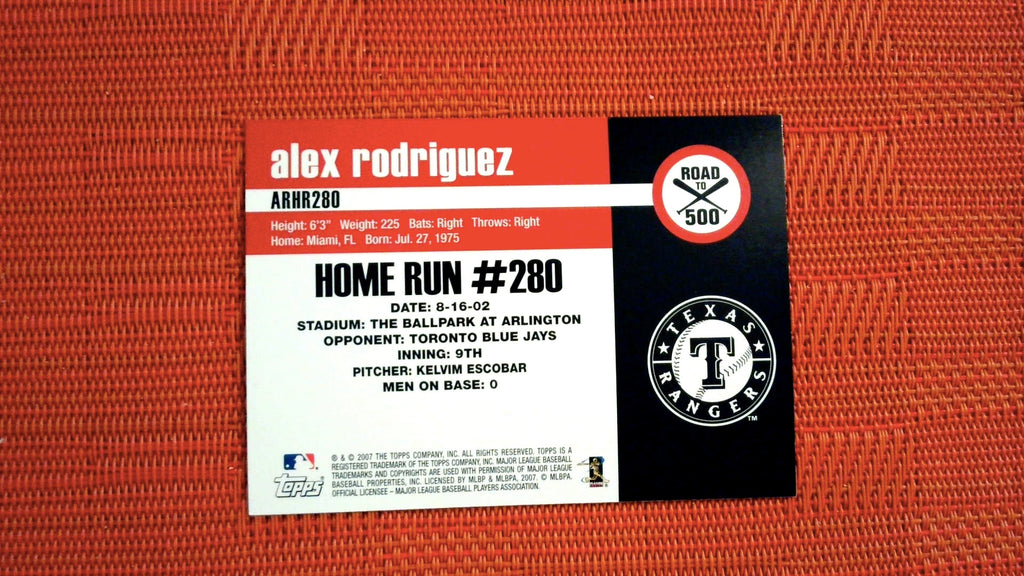 alex rodriguez
ARHR280
Height: 6'3" Weight: 225 Bats: Right Throws: Right
Home: Miami, FL Born: Jul. 27, 1975
ROAD
TO
500
HOME RUN #280
DATE: 8-16-02
STADIUM: THE BALLPARK AT ARLINGTON
OPPONENT: TORONTO BLUE JAYS
INNING: 9TH
PITCHER: KELVIM ESCOBAR
MEN ON BASE: 0
TEXAS
T
RANGERS
TM
topps®
® & © 2007 THE TOPPS COMPANY, INC. ALL RIGHTS RESERVED. TOPPS IS A
REGISTERED TRADEMARK OF THE TOPPS COMPANY, INC. MAJOR LEAGUE BASEBALL
TRADEMARKS AND COPYRIGHTS ARE USED WITH PERMISSION OF MAJOR LEAGUE
BASEBALL PROPERTIES, INC. LICENSED BY MLBP & MLBPA, 2007. © MLBPA.
OFFICIAL LICENSEE – MAJOR LEAGUE BASEBALL PLAYERS ASSOCIATION.